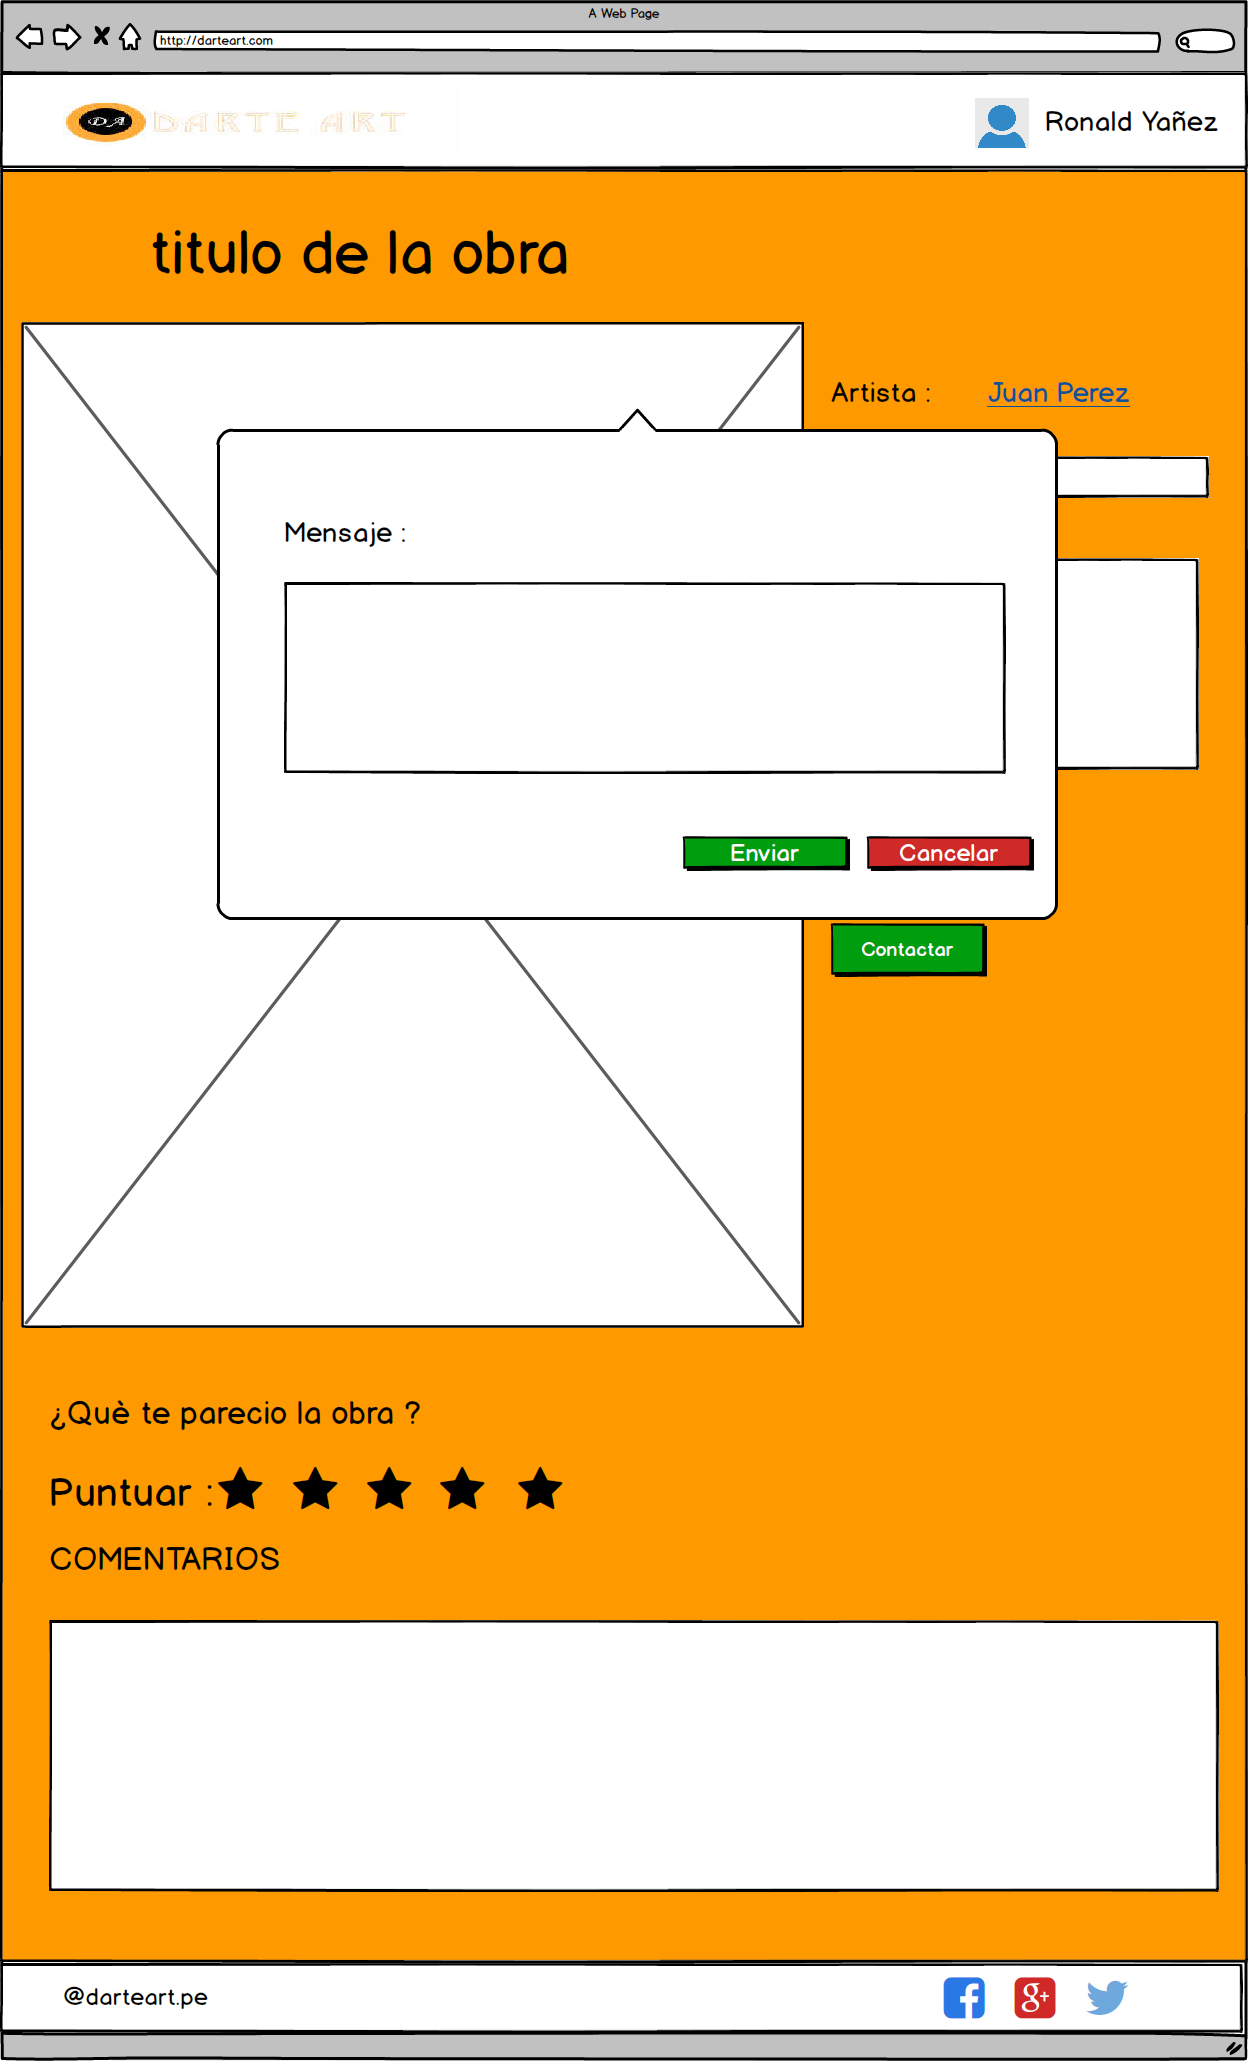 A Web Page
http://darteart.com
DA DARTE ART
Ronald Yañez
titulo de la obra
Artista : Juan Perez
Mensaje :
Enviar Cancelar
Contactar
¿Què te parecio la obra ?
Puntuar :
COMENTARIOS
@darteart.pe